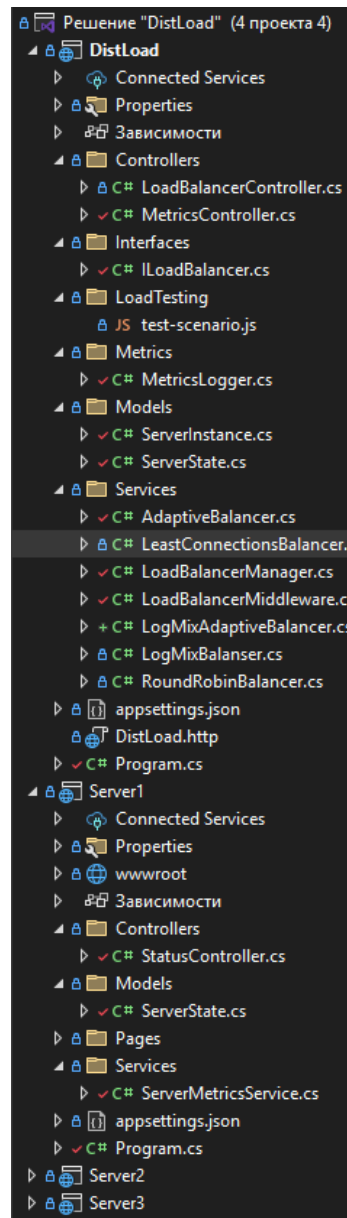 Решение "DistLoad" (4 проекта 4)
DistLoad
Connected Services
Properties
Зависимости
Controllers
C# LoadBalancerController.cs
C# MetricsController.cs
Interfaces
C# ILoadBalancer.cs
LoadTesting
JS test-scenario.js
Metrics
C# MetricsLogger.cs
Models
C# ServerInstance.cs
C# ServerState.cs
Services
C# AdaptiveBalancer.cs
C# LeastConnectionsBalancer.
C# LoadBalancerManager.cs
C# LoadBalancerMiddleware.c
+ C# LogMixAdaptiveBalancer.cs
C# LogMixBalanser.cs
C# RoundRobinBalancer.cs
appsettings.json
DistLoad.http
C# Program.cs
Server1
Connected Services
Properties
wwwroot
Зависимости
Controllers
C# StatusController.cs
Models
C# ServerState.cs
Pages
Services
C# ServerMetricsService.cs
appsettings.json
C# Program.cs
Server2
Server3